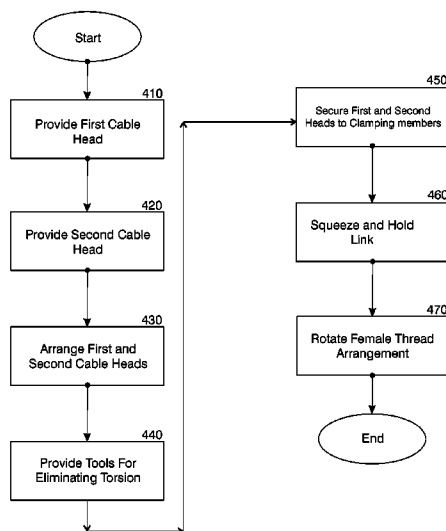 Start
410
Provide First Cable
Head
420
Provide Second Cable
Head
430
Arrange First and
Second Cable Heads
440
Provide Tools For
Eliminating Torsion
450
Secure First and Second
Heads to Clamping members
460
Squeeze and Hold
Link
470
Rotate Female Thread
Arrangement
End